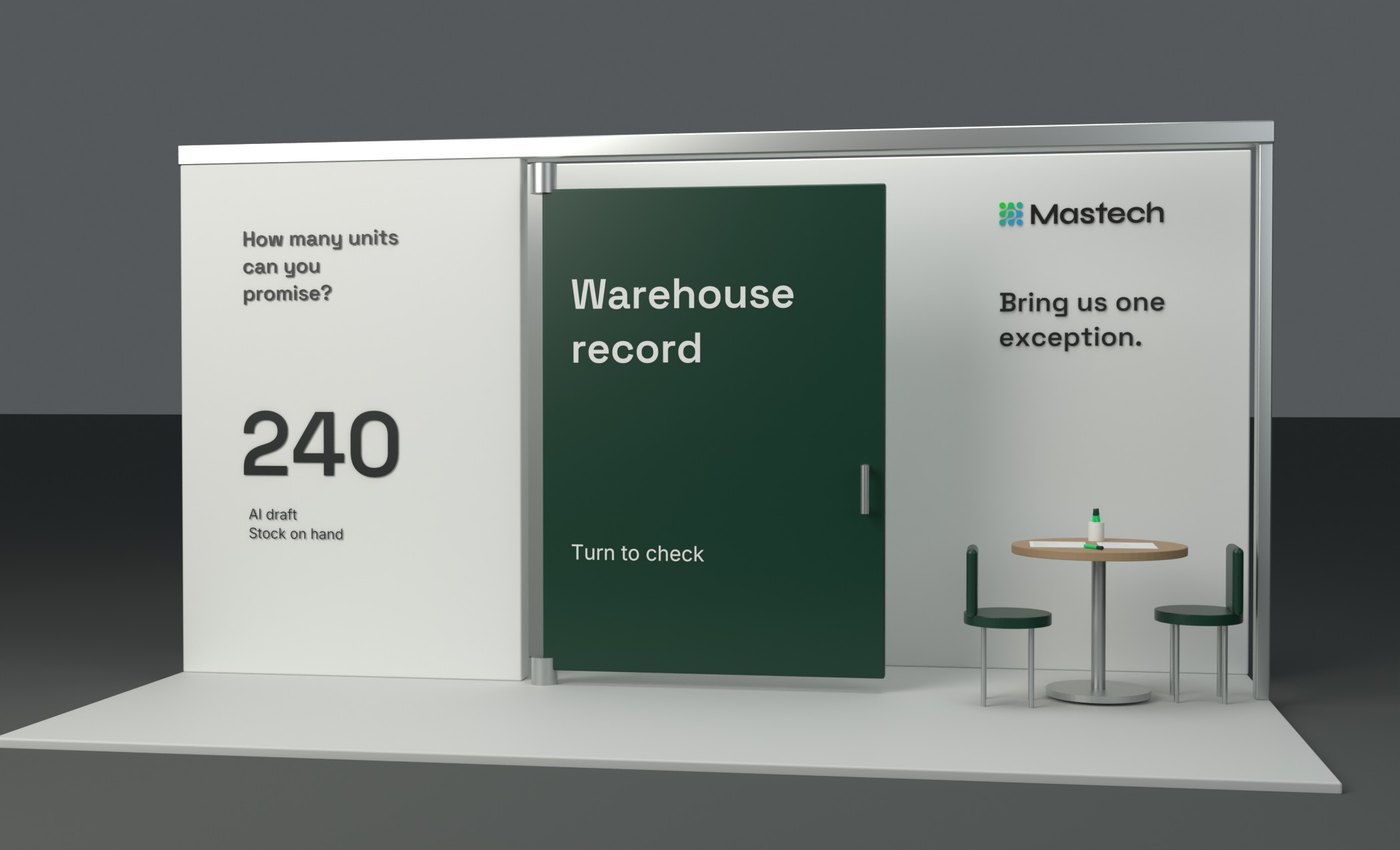 How many units
can you
promise?
240
AI draft
Stock on hand
Warehouse
record
Turn to check
Mastech
Bring us one
exception.